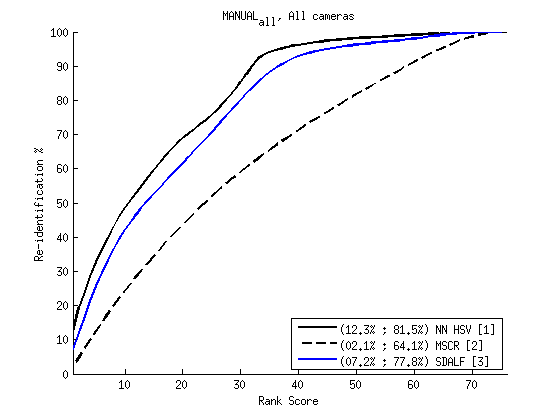 MANUALall, All cameras
100
90
80
70
60
50
40
30
20
10
0
Re-identification %
10 20 30 40 50 60 70
Rank Score
(12.3% ; 81.5%) NN HSV [1]
(02.1% ; 64.1%) MSCR [2]
(07.2% ; 77.8%) SDALF [3]